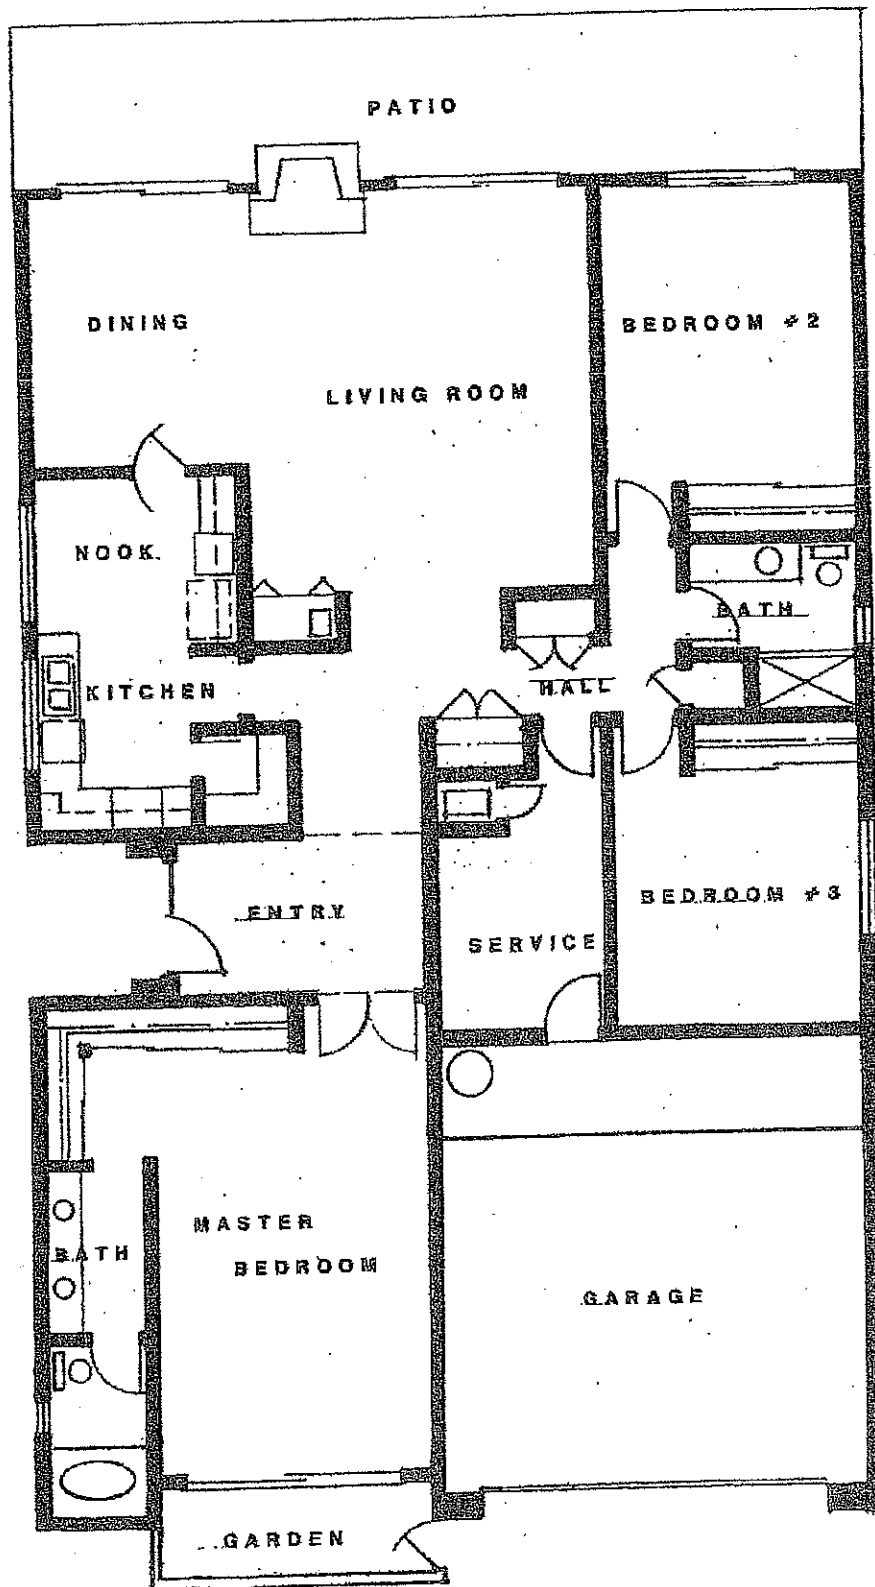 PATIO
DINING
BEDROOM #2
LIVING ROOM
NOOK.
BATH
KITCHEN
HALL
BEDROOM #3
ENTRY
SERVICE
MASTER
BEDROOM
BATH
GARAGE
GARDEN